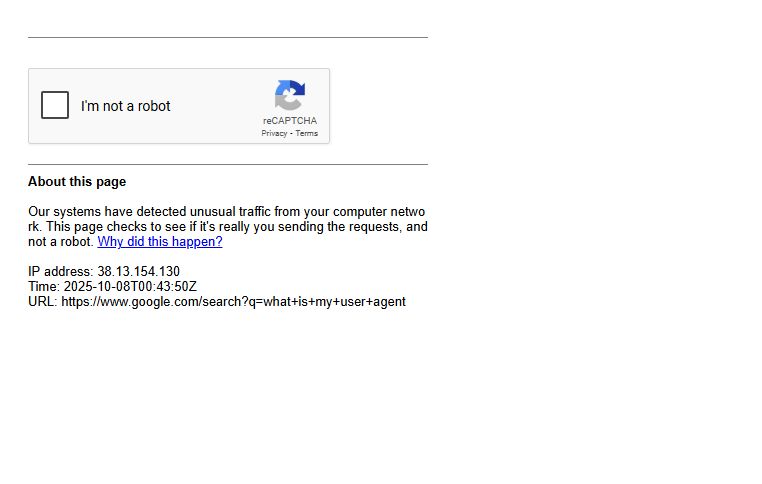 I'm not a robot
reCAPTCHA
Privacy - Terms
About this page
Our systems have detected unusual traffic from your computer netwo
rk. This page checks to see if it's really you sending the requests, and
not a robot. Why did this happen?
IP address: 38.13.154.130
Time: 2025-10-08T00:43:50Z
URL: https://www.google.com/search?q=what+is+my+user+agent